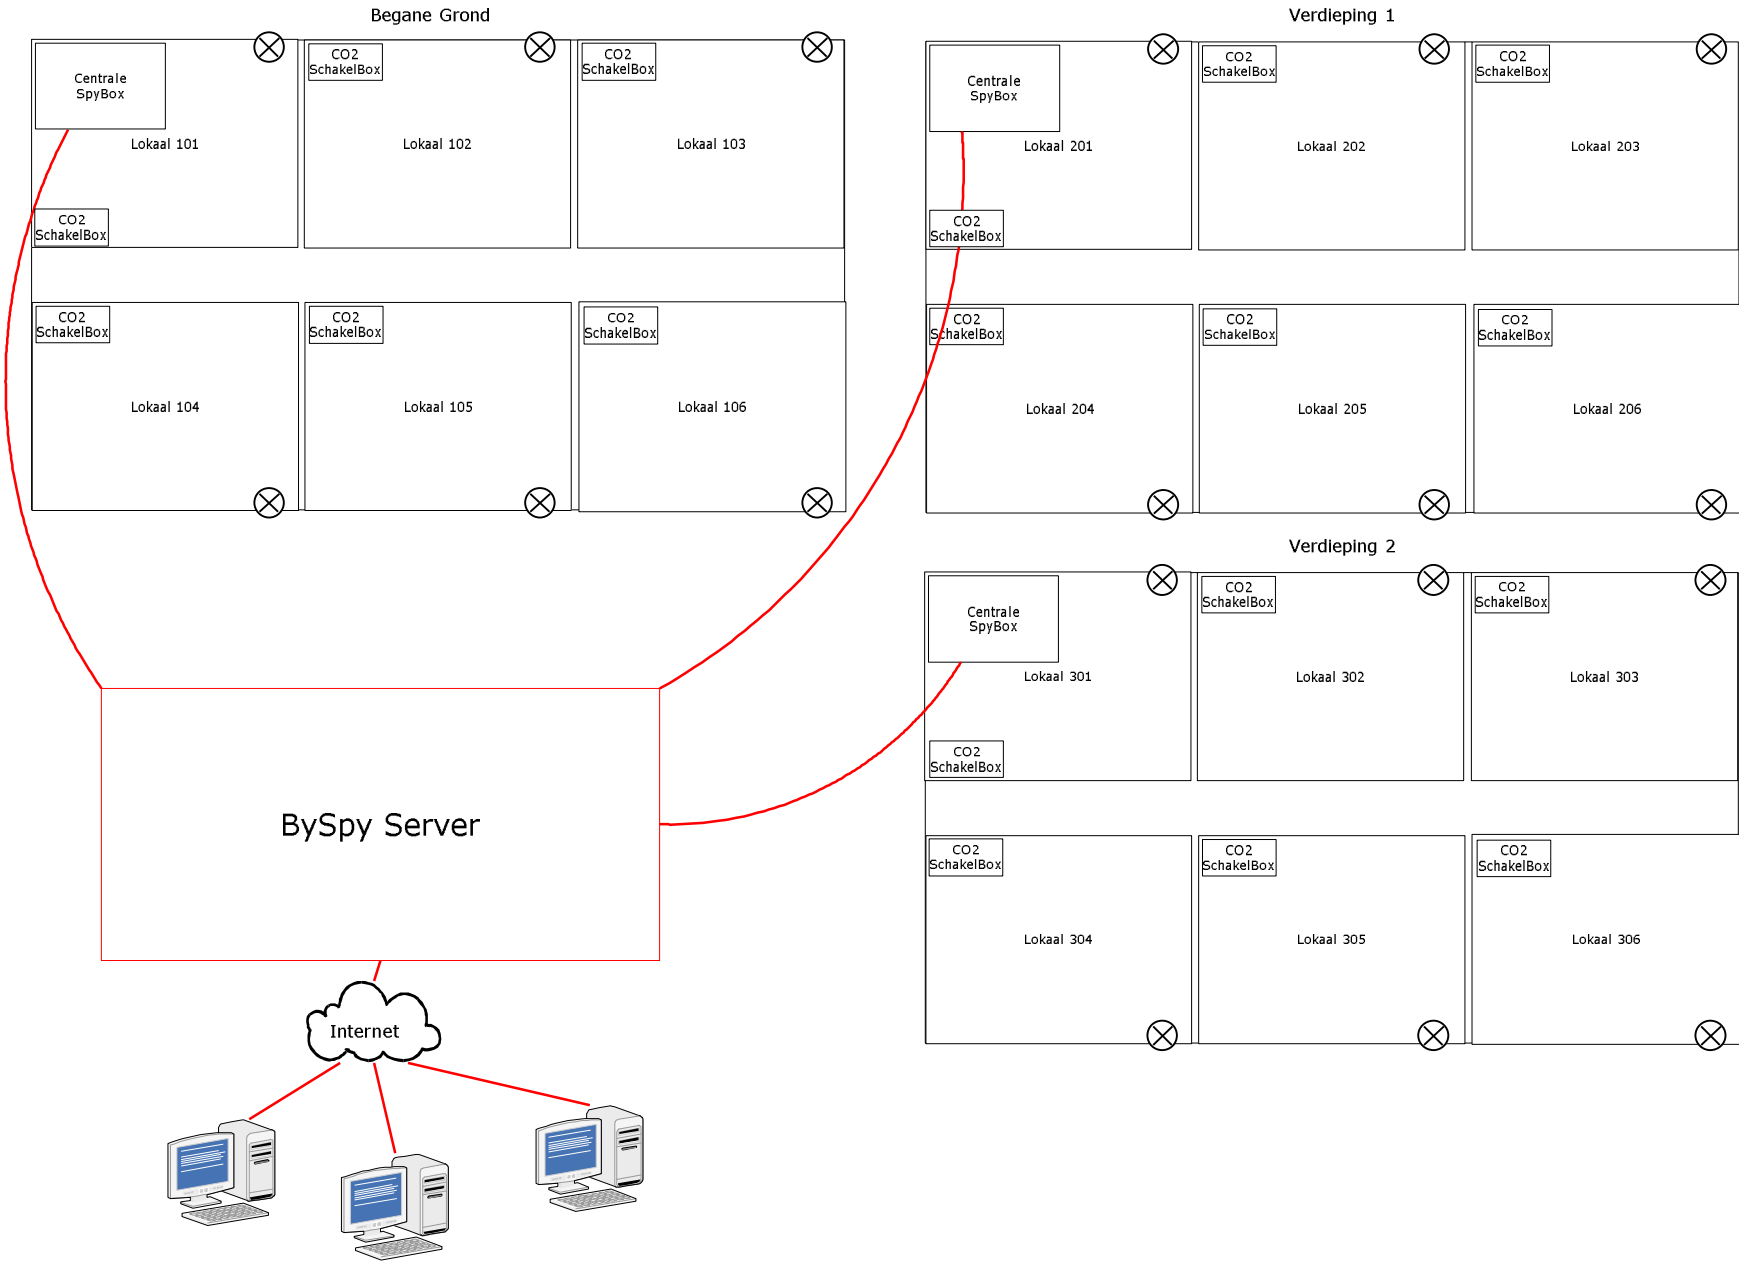 Begane Grond
Centrale
SpyBox
Lokaal 101
CO2
SchakelBox
CO2
SchakelBox
Lokaal 102
CO2
SchakelBox
Lokaal 103
CO2
SchakelBox
Lokaal 104
CO2
SchakelBox
Lokaal 105
CO2
SchakelBox
Lokaal 106
Verdieping 1
Centrale
SpyBox
Lokaal 201
CO2
SchakelBox
CO2
SchakelBox
Lokaal 202
CO2
SchakelBox
Lokaal 203
CO2
SchakelBox
Lokaal 204
CO2
SchakelBox
Lokaal 205
CO2
SchakelBox
Lokaal 206
Verdieping 2
Centrale
SpyBox
Lokaal 301
CO2
SchakelBox
CO2
SchakelBox
Lokaal 302
CO2
SchakelBox
Lokaal 303
CO2
SchakelBox
Lokaal 304
CO2
SchakelBox
Lokaal 305
CO2
SchakelBox
Lokaal 306
BySpy Server
Internet